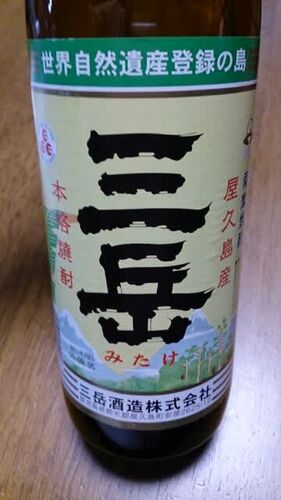 世界自然遺産登録の島
屋久島産
三岳
みたけ
本格焼酎
三岳酒造株式会社